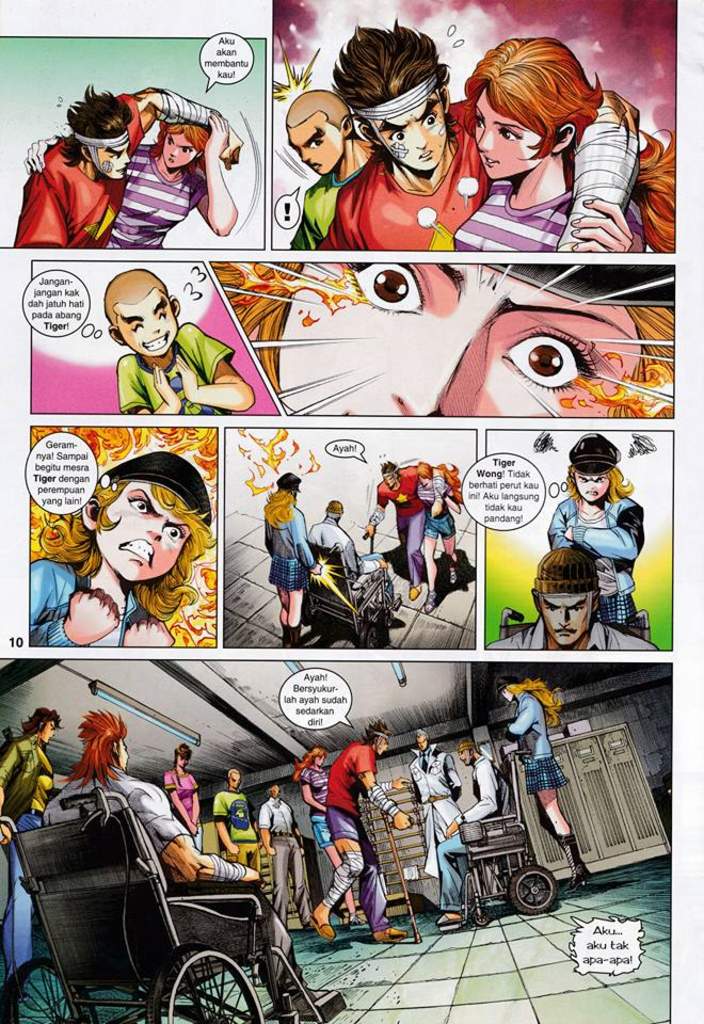 Aku
akan
membantu
kau!
!
Jangan-
jangan kak
dah jatuh hati
pada abang
Tiger!
Geram-
nya! Sampai
begitu mesra
Tiger dengan
perempuan
yang lain!
Ayah!
Tiger
Wong! Tidak
berhati perut kau
ini! Aku langsung
tidak kau
pandang!
10
Ayah!
Bersyukur-
lah ayah sudah
sedarkan
diri!
Aku...
aku tak
apa-apa!